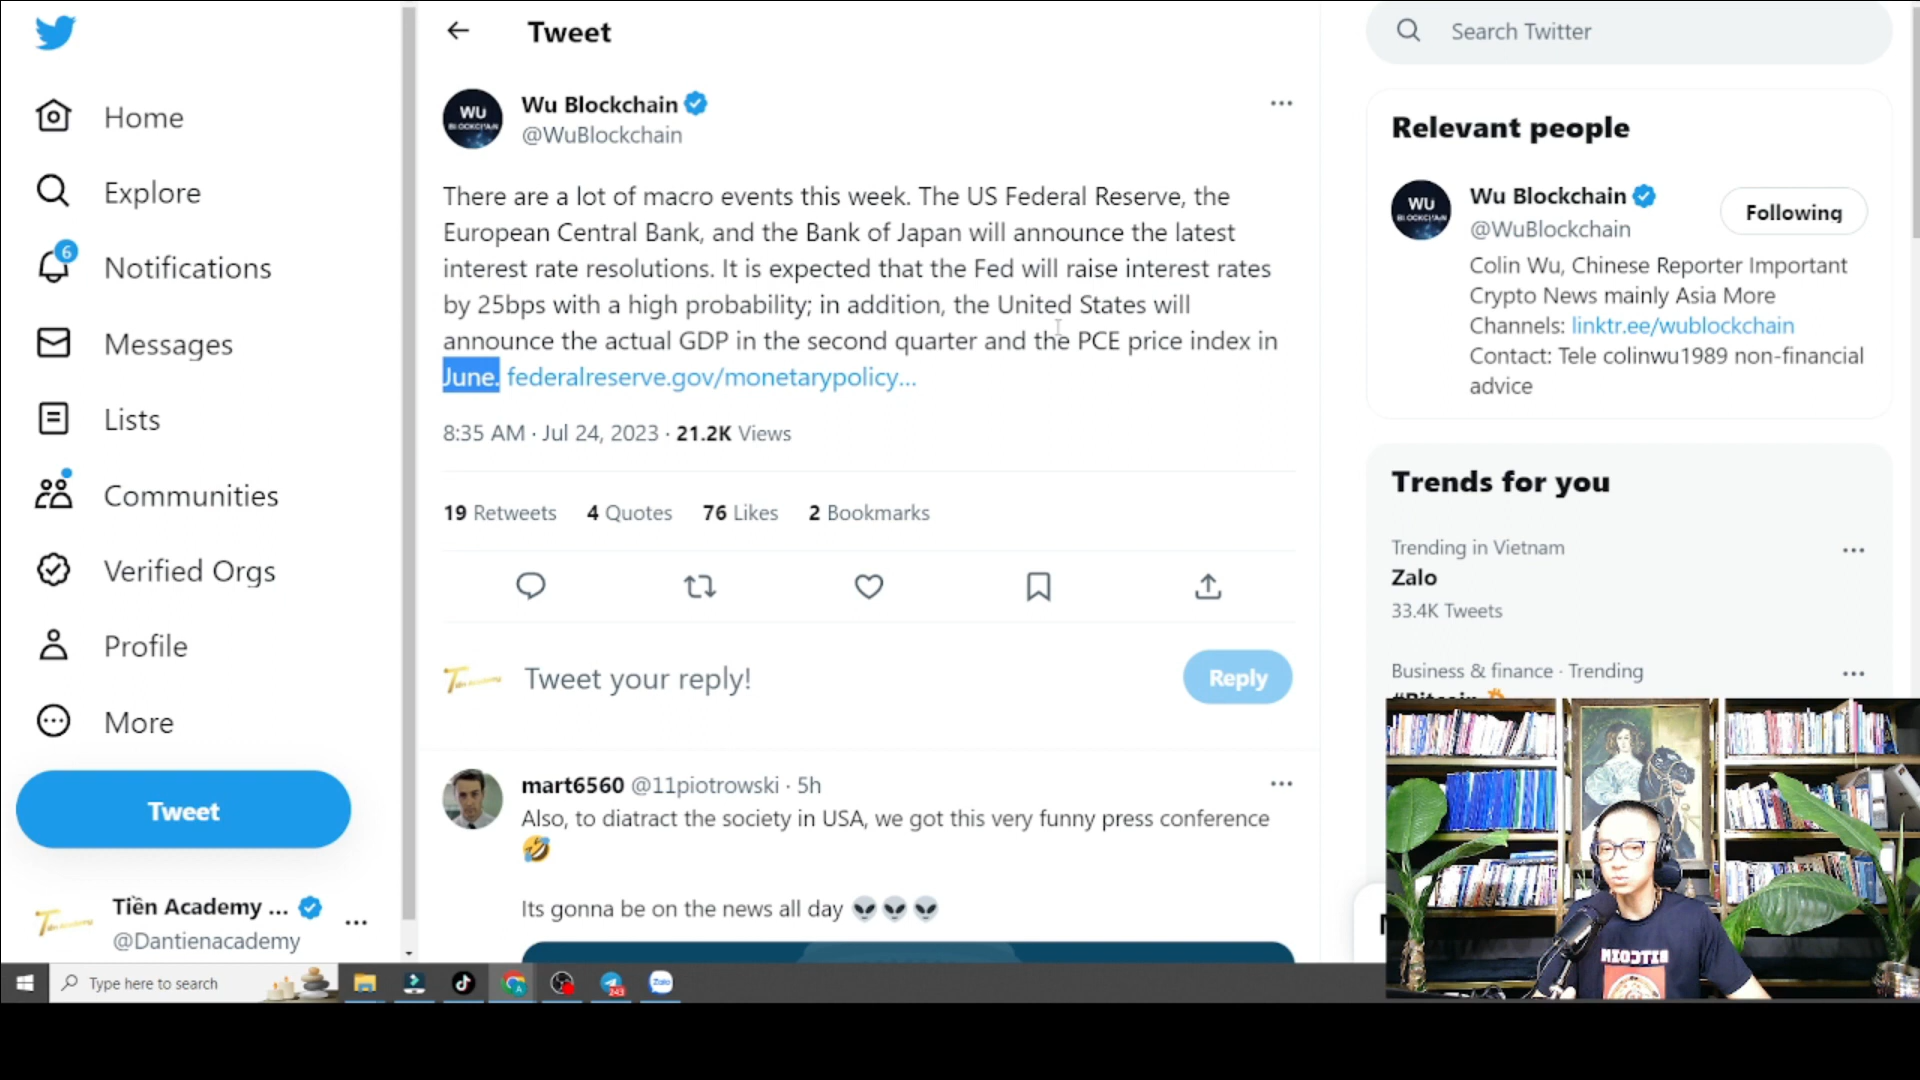 Tweet
Search Twitter
Home
Explore
6
Notifications
Messages
Lists
Communities
Verified Orgs
Profile
More
Tweet
Tiền Academy ...
@Dantienacademy
WU
BLOCKCHAIN
Wu Blockchain
@WuBlockchain
There are a lot of macro events this week. The US Federal Reserve, the
European Central Bank, and the Bank of Japan will announce the latest
interest rate resolutions. It is expected that the Fed will raise interest rates
by 25bps with a high probability; in addition, the United States will
announce the actual GDP in the second quarter and the PCE price index in
June. federalreserve.gov/monetarypolicy...
8:35 AM · Jul 24, 2023 · 21.2K Views
19 Retweets 4 Quotes 76 Likes 2 Bookmarks
Tweet your reply!
Reply
mart6560 @11piotrowski · 5h
Also, to diatract the society in USA, we got this very funny press conference
Its gonna be on the news all day
Relevant people
WU
BLOCKCHAIN
Wu Blockchain
@WuBlockchain
Following
Colin Wu, Chinese Reporter Important
Crypto News mainly Asia More
Channels: linktr.ee/wublockchain
Contact: Tele colinwu1989 non-financial
advice
Trends for you
Trending in Vietnam
Zalo
33.4K Tweets
Business & finance · Trending
#Bitcoin
BITCOIN
Type here to search
243
Zalo